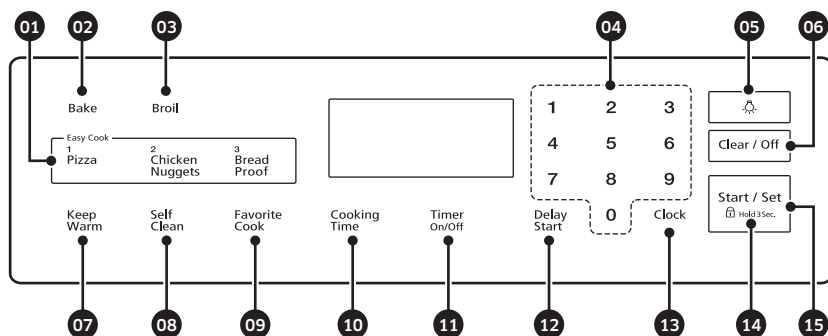 01 02 03 04 05 06
Bake Broil
Easy Cook
1 2 3
Pizza Chicken Bread
Nuggets Proof
1 2 3
4 5 6
7 8 9
0
Clear / Off
Start / Set
Hold 3 Sec.
Keep Self Favorite Cooking Timer Delay Clock
Warm Clean Cook Time On/Off Start
07 08 09 10 11 12 13 14 15